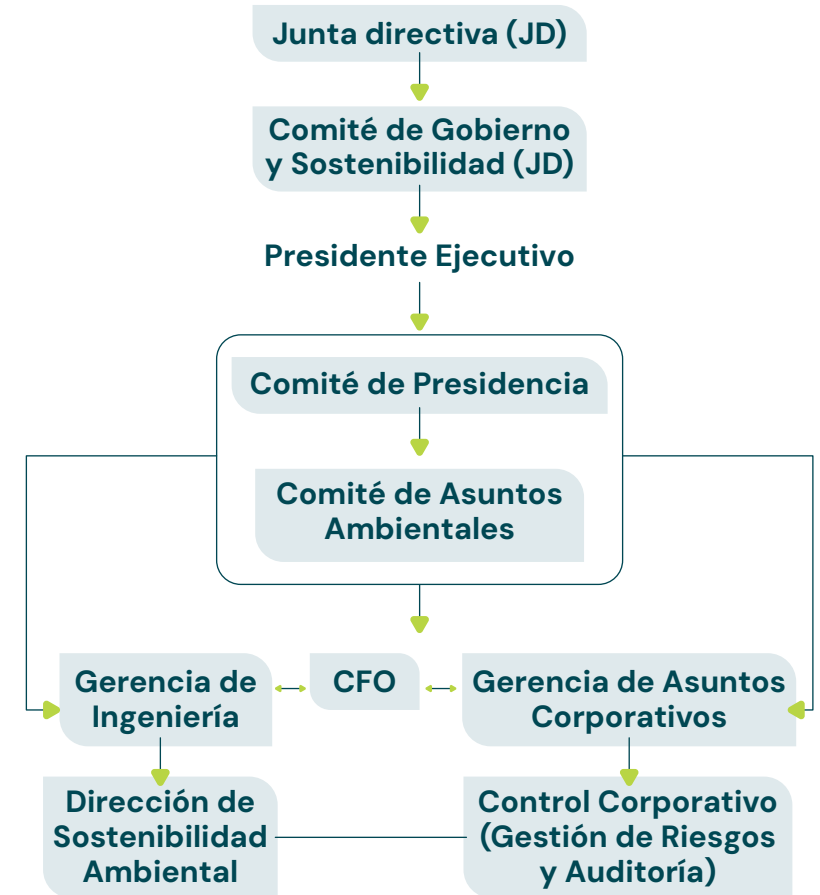 Junta directiva (JD)
Comité de Gobierno
y Sostenibilidad (JD)
Presidente Ejecutivo
Comité de Presidencia
Comité de Asuntos
Ambientales
Gerencia de
Ingeniería
CFO
Gerencia de Asuntos
Corporativos
Dirección de
Sostenibilidad
Ambiental
Control Corporativo
(Gestión de Riesgos
y Auditoría)